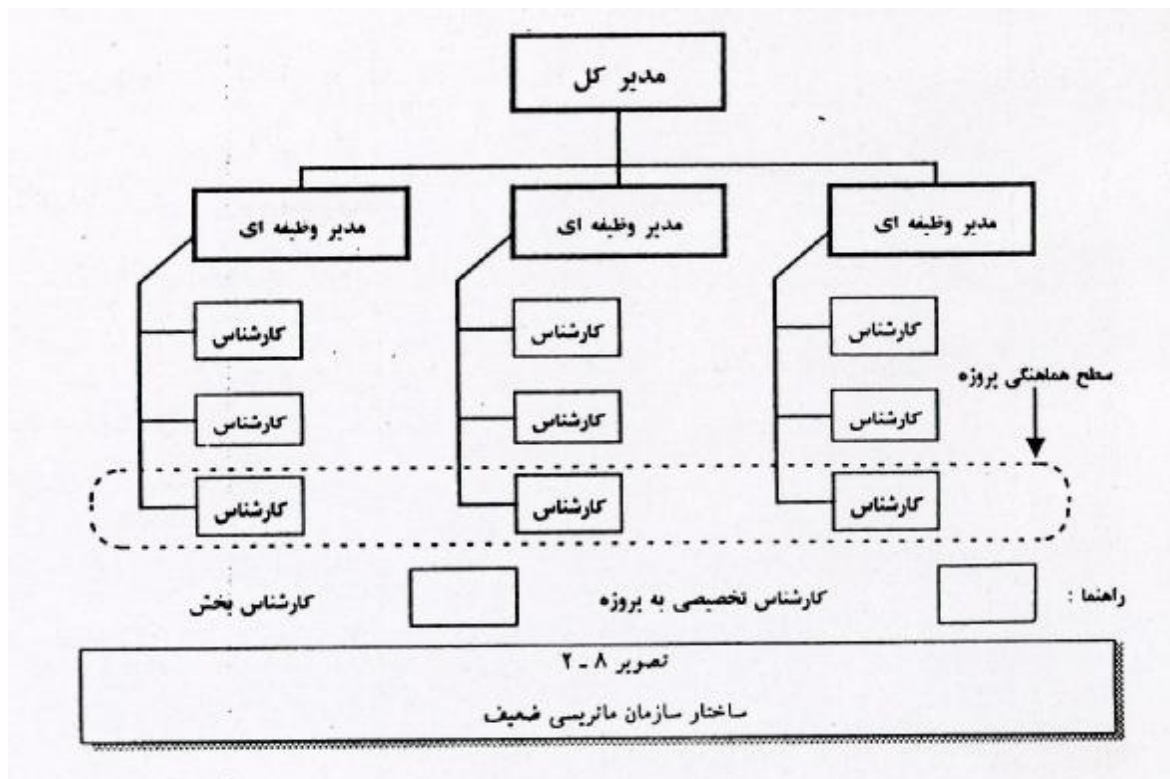 مدیر کل
مدیر وظیفه ای
مدیر وظیفه ای
مدیر وظیفه ای
کارشناس
کارشناس
کارشناس
سطح هماهنگی پروژه
کارشناس
کارشناس
کارشناس
کارشناس
کارشناس
کارشناس
راهنما :
کارشناس تخصیصی به پروژه
کارشناس بخش
تصویر ۸ ـ ۲
ساختار سازمان ماتریسی ضعیف